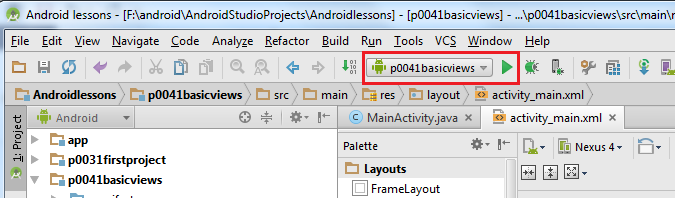 Android lessons - [F:\android\AndroidStudioProjects\Androidlessons] - [p0041basicviews] - ...\p0041basicviews\src\main\r
File Edit View Navigate Code Analyze Refactor Build Run Tools VCS Window Help
p0041basicviews
Androidlessons p0041basicviews src main res layout activity_main.xml
1: Project
Android
MainActivity.java activity_main.xml
app
Palette Nexus 4
p0031firstproject
Layouts
p0041basicviews
FrameLayout